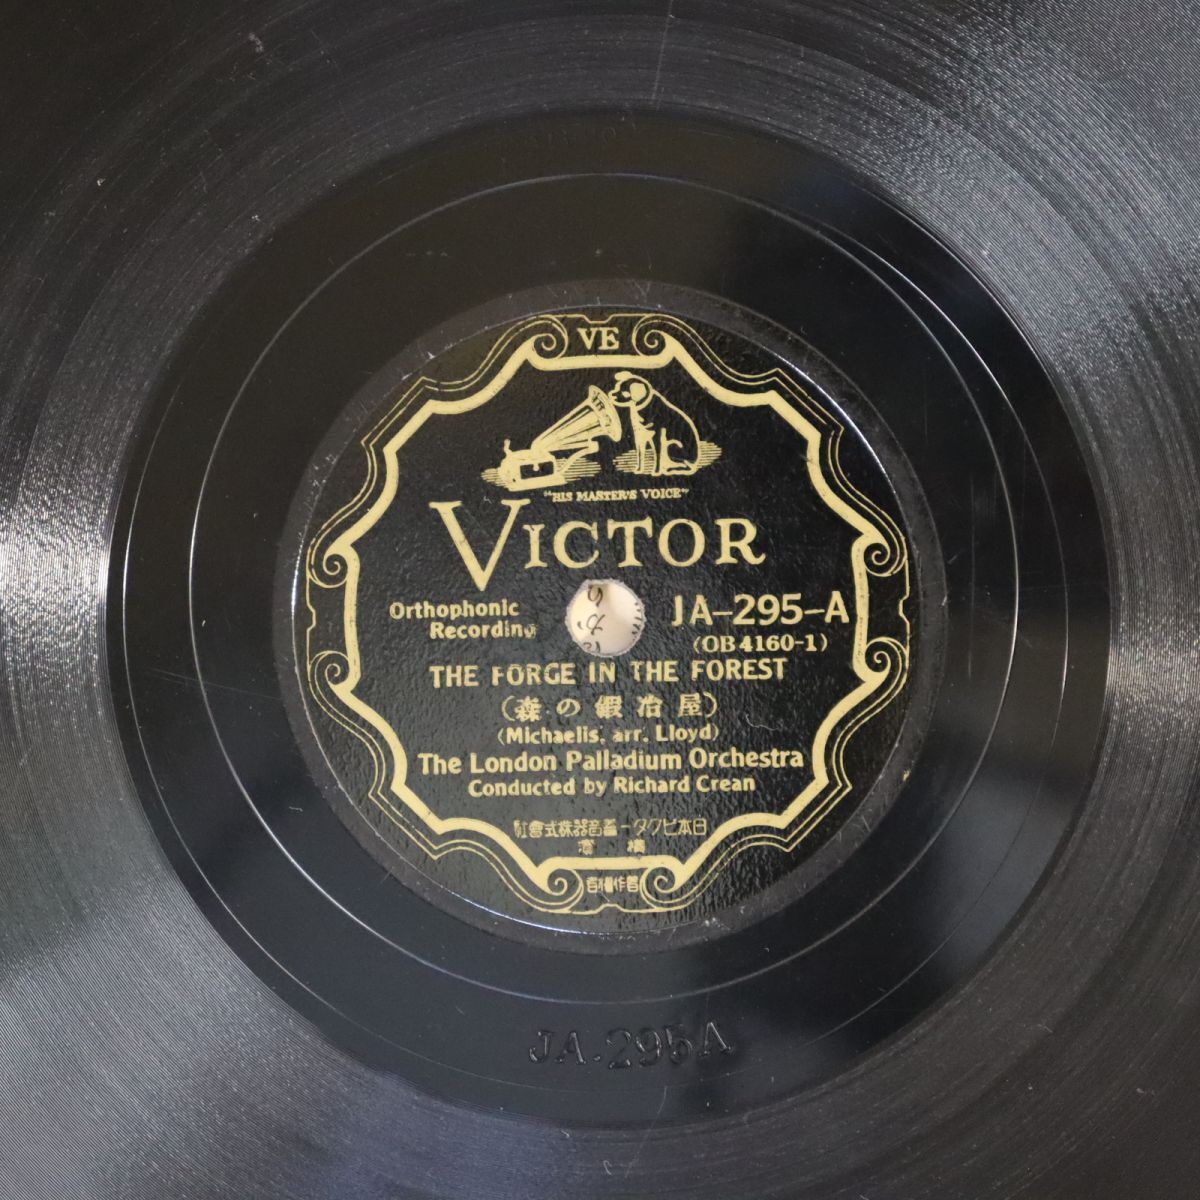 VE
"HIS MASTER'S VOICE"
VICTOR
Orthophonic
Recording
JA-295-A
(OB 4160-1)
THE FORGE IN THE FOREST
(森の鍛冶屋)
(Michaelis, arr. Lloyd)
The London Palladium Orchestra
Conducted by Richard Crean
社會式株器音蓄ータクビ本日
濱 横
JA.295A